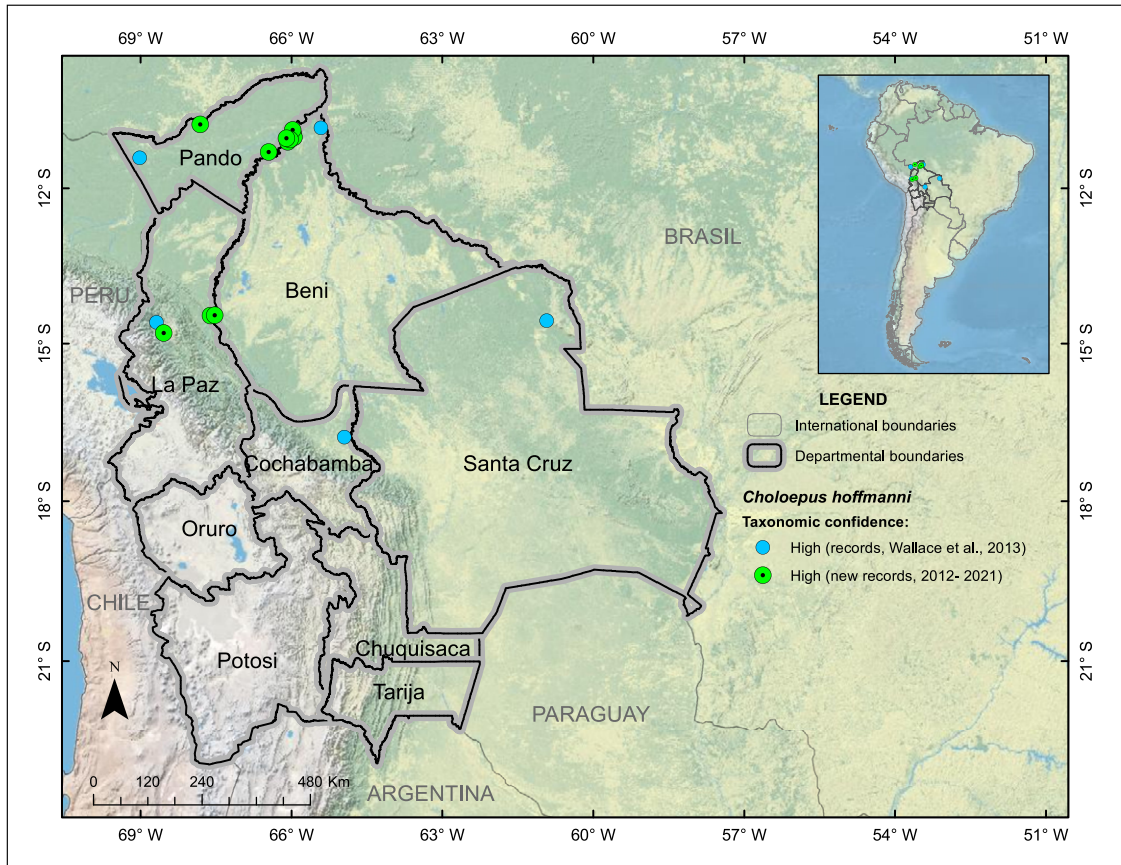 69° W 66° W 63° W 60° W 57° W 54° W 51° W
12° S
15° S
18° S
21° S
12° S
15° S
18° S
21° S
Pando
BRASIL
PERU
Beni
La Paz
Cochabamba
Santa Cruz
Oruro
CHILE
Potosi
Chuquisaca
Tarija
PARAGUAY
ARGENTINA
LEGEND
International boundaries
Departmental boundaries
Choloepus hoffmanni
Taxonomic confidence:
High (records, Wallace et al., 2013)
High (new records, 2012- 2021)
N
0 120 240 480 Km
69° W 66° W 63° W 60° W 57° W 54° W 51° W